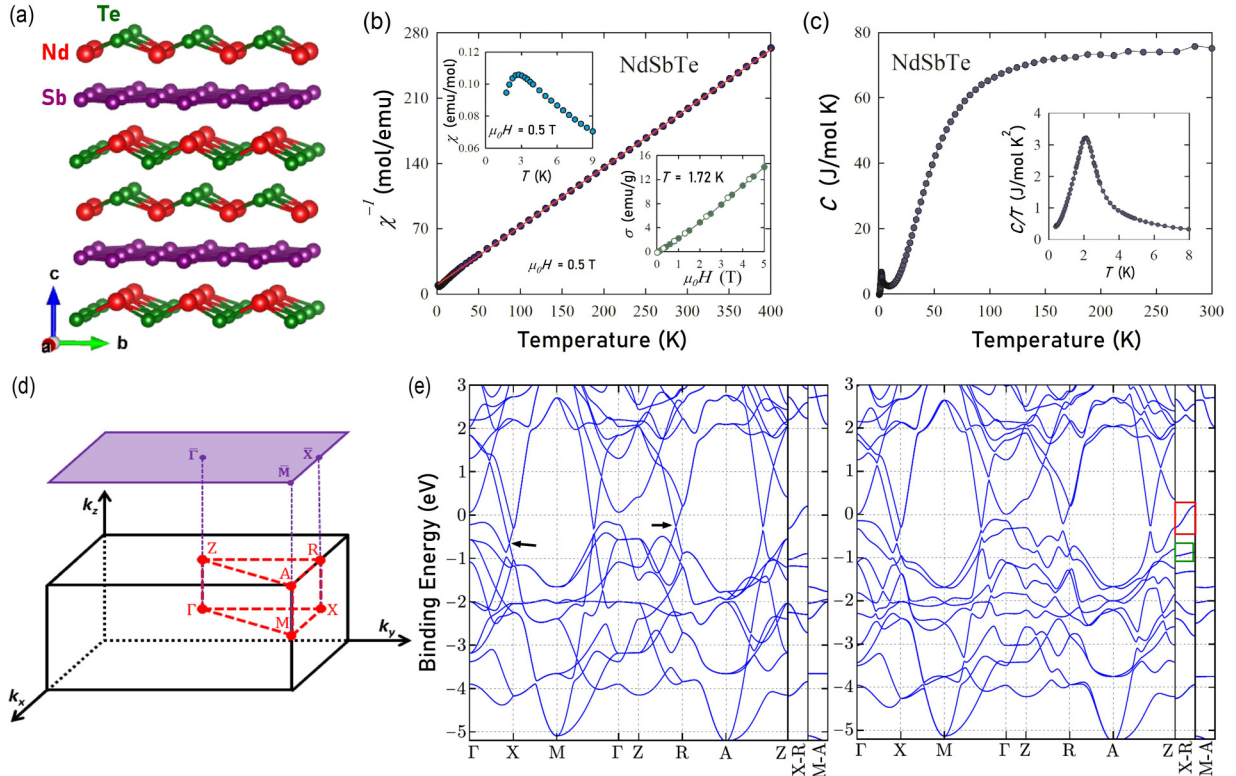 (a)
Te
Nd
Sb
c
a
b
(b)
280
210
140
70
0
χ⁻¹ (mol/emu)
NdSbTe
0.12
0.10
0.08
0.06
0.04
χ (emu/mol)
μ₀H = 0.5 T
0 3 6 9
T (K)
16
12
8
4
0
σ (emu/g)
T = 1.72 K
0 1 2 3 4 5
μ₀H (T)
μ₀H = 0.5 T
0 50 100 150 200 250 300 350 400
Temperature (K)
(c)
80
60
40
20
0
C (J/mol K)
NdSbTe
4
3
2
1
0
C/T (J/mol K²)
0 2 4 6 8
T (K)
0 50 100 150 200 250 300
Temperature (K)
(d)
Γ̄
X̄
M̄
k_z
Z
R
A
Γ
X
M
k_y
k_x
(e)
Binding Energy (eV)
3
2
1
0
-1
-2
-3
-4
-5
Γ X M Γ Z R A Z X-R M-A
3
2
1
0
-1
-2
-3
-4
-5
Γ X M Γ Z R A Z X-R M-A